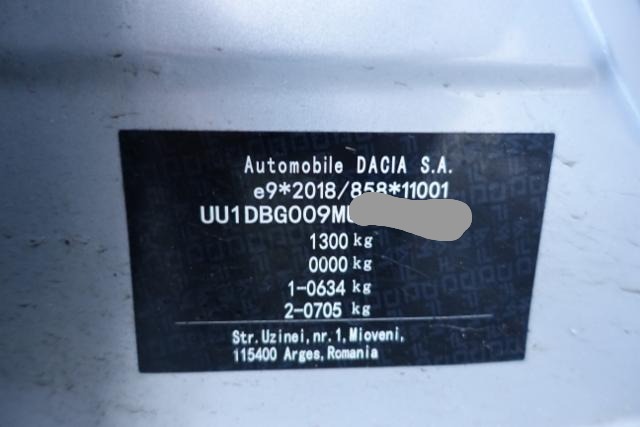 Automobile DACIA S.A.
e9*2018/858*11001
UU1DBG009MU
1300 kg
0000 kg
1-0634 kg
2-0705 kg
Str. Uzinei, nr. 1, Mioveni,
115400 Arges, Romania